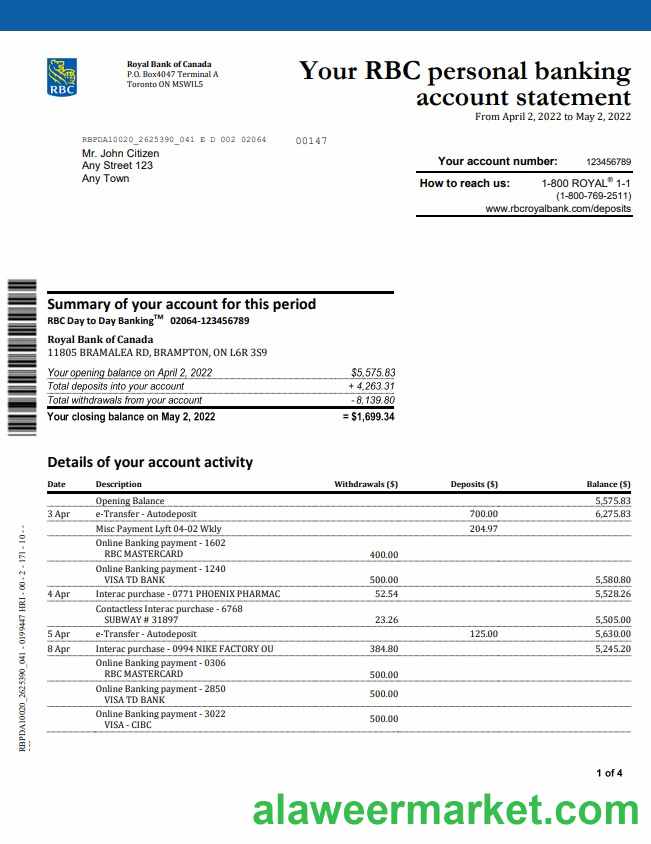 RBC
Royal Bank of Canada
P.O. Box4047 Terminal A
Toronto ON MSWIL5
Your RBC personal banking
account statement
From April 2, 2022 to May 2, 2022
RBPDA10020_2625390_041 E D 002 02064 00147
Mr. John Citizen
Any Street 123
Any Town
Your account number: 123456789
How to reach us: 1-800 ROYAL® 1-1
(1-800-769-2511)
www.rbcroyalbank.com/deposits
Summary of your account for this period
RBC Day to Day Banking™ 02064-123456789
Royal Bank of Canada
11805 BRAMALEA RD, BRAMPTON, ON L6R 3S9
Your opening balance on April 2, 2022 $5,575.83
Total deposits into your account + 4,263.31
Total withdrawals from your account - 8,139.80
Your closing balance on May 2, 2022 = $1,699.34
Details of your account activity
Date Description Withdrawals ($) Deposits ($) Balance ($)
Opening Balance 5,575.83
3 Apr e-Transfer - Autodeposit 700.00 6,275.83
Misc Payment Lyft 04-02 Wkly 204.97
Online Banking payment - 1602
RBC MASTERCARD 400.00
Online Banking payment - 1240
VISA TD BANK 500.00 5,580.80
4 Apr Interac purchase - 0771 PHOENIX PHARMAC 52.54 5,528.26
Contactless Interac purchase - 6768
SUBWAY # 31897 23.26 5,505.00
5 Apr e-Transfer - Autodeposit 125.00 5,630.00
8 Apr Interac purchase - 0994 NIKE FACTORY OU 384.80 5,245.20
Online Banking payment - 0306
RBC MASTERCARD 500.00
Online Banking payment - 2850
VISA TD BANK 500.00
Online Banking payment - 3022
VISA - CIBC 500.00
RBPDA10020_2625390_041 - 0199447 HRI - 00 - 2 - 171 - 10 - -
---
1 of 4
alaweermarket.com